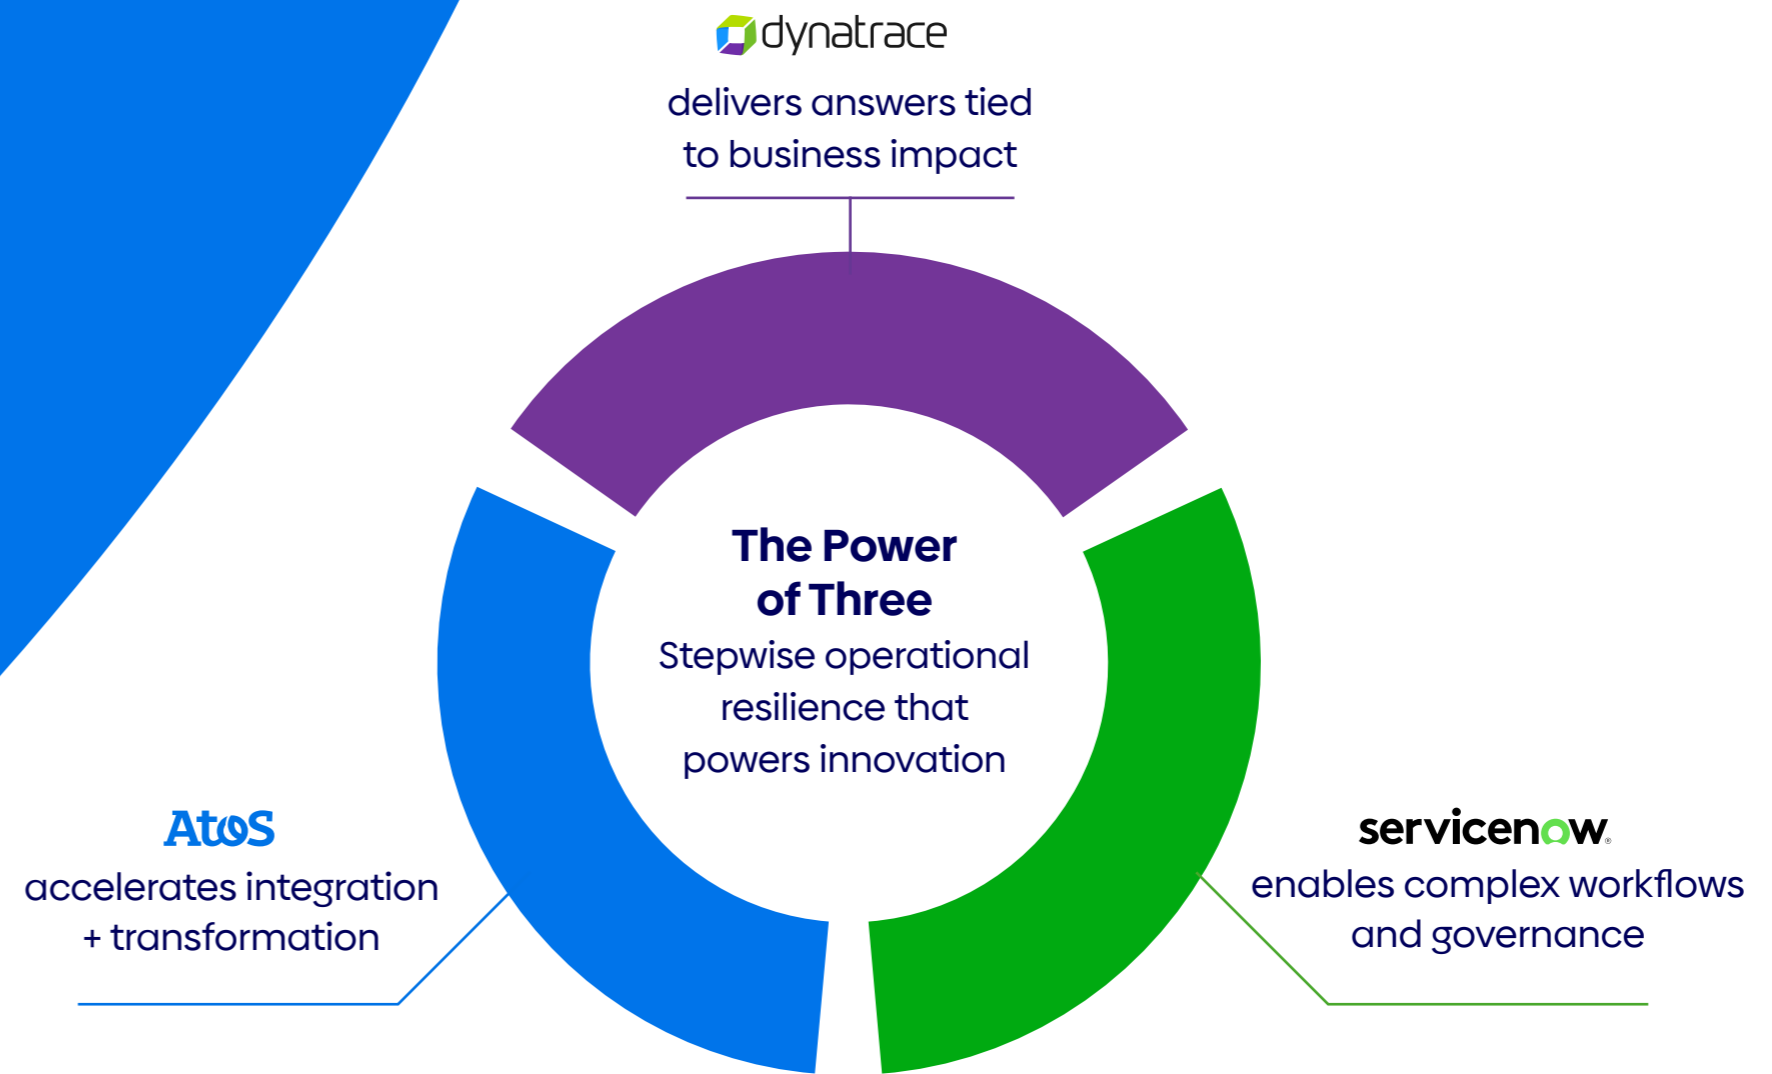 dynatrace
delivers answers tied
to business impact
The Power
of Three
Stepwise operational
resilience that
powers innovation
Atos
accelerates integration
+ transformation
servicenow®
enables complex workflows
and governance